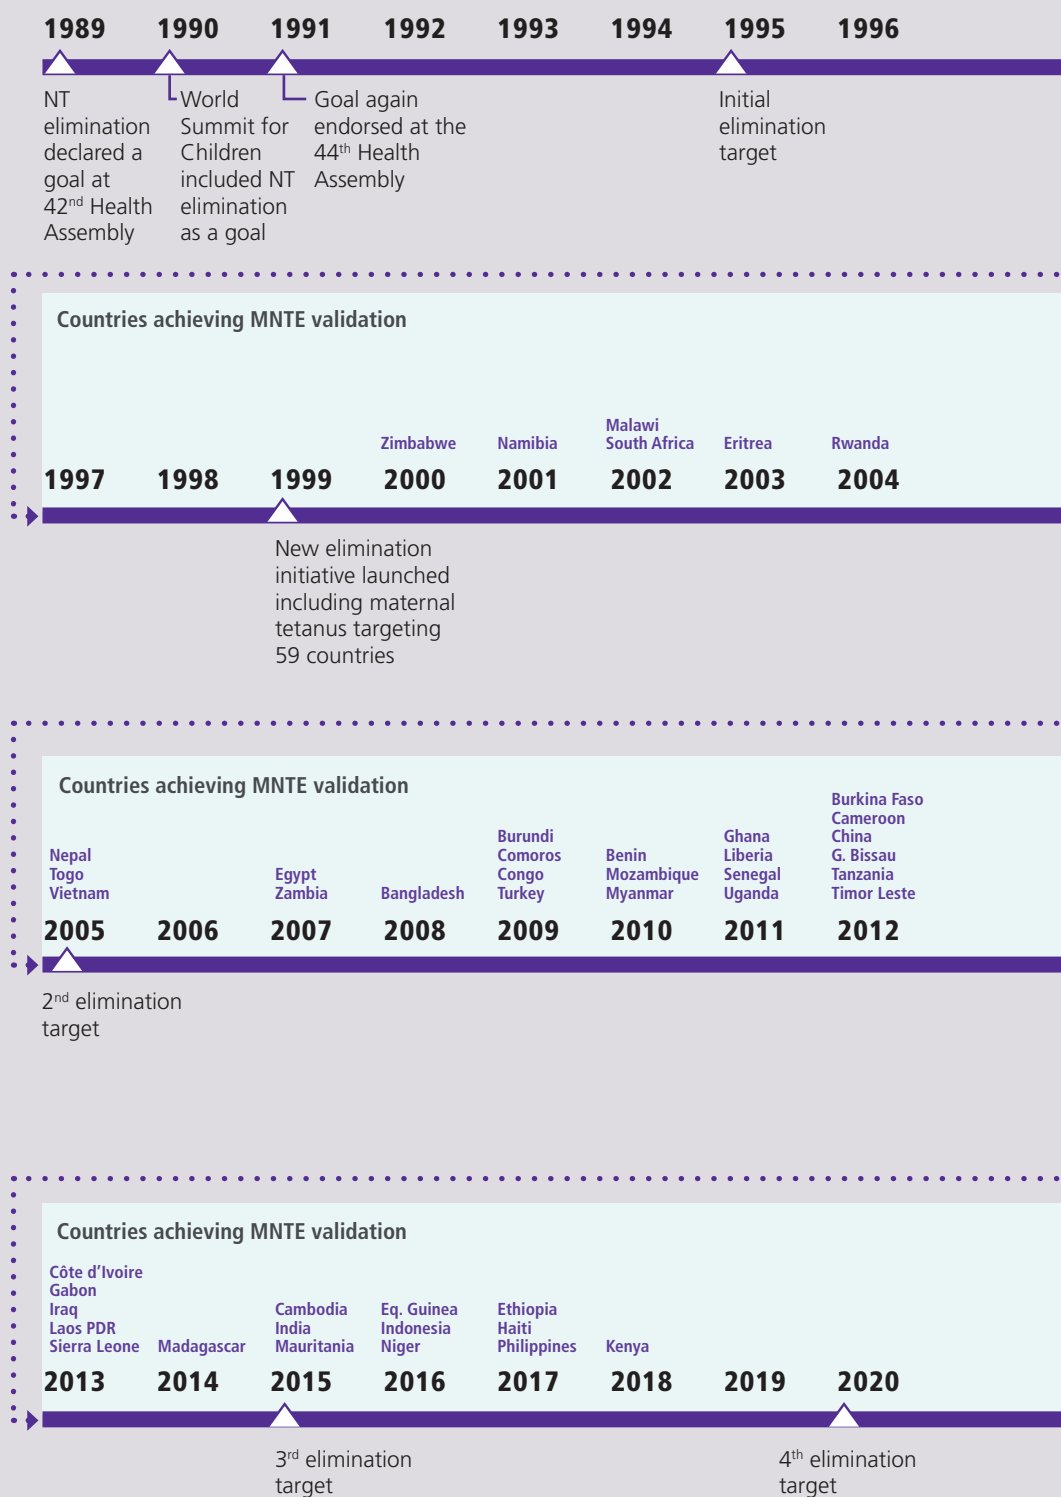 1989 1990 1991 1992 1993 1994 1995 1996
NT
elimination
declared a
goal at
42nd Health
Assembly
World
Summit for
Children
included NT
elimination
as a goal
Goal again
endorsed at the
44th Health
Assembly
Initial
elimination
target
Countries achieving MNTE validation
Zimbabwe
Namibia
Malawi
South Africa
Eritrea
Rwanda
1997 1998 1999 2000 2001 2002 2003 2004
New elimination
initiative launched
including maternal
tetanus targeting
59 countries
Countries achieving MNTE validation
Nepal
Togo
Vietnam
Egypt
Zambia
Bangladesh
Burundi
Comoros
Congo
Turkey
Benin
Mozambique
Myanmar
Ghana
Liberia
Senegal
Uganda
Burkina Faso
Cameroon
China
G. Bissau
Tanzania
Timor Leste
2005 2006 2007 2008 2009 2010 2011 2012
2nd elimination
target
Countries achieving MNTE validation
Côte d’Ivoire
Gabon
Iraq
Laos PDR
Sierra Leone
Madagascar
Cambodia
India
Mauritania
Eq. Guinea
Indonesia
Niger
Ethiopia
Haiti
Philippines
Kenya
2013 2014 2015 2016 2017 2018 2019 2020
3rd elimination
target
4th elimination
target